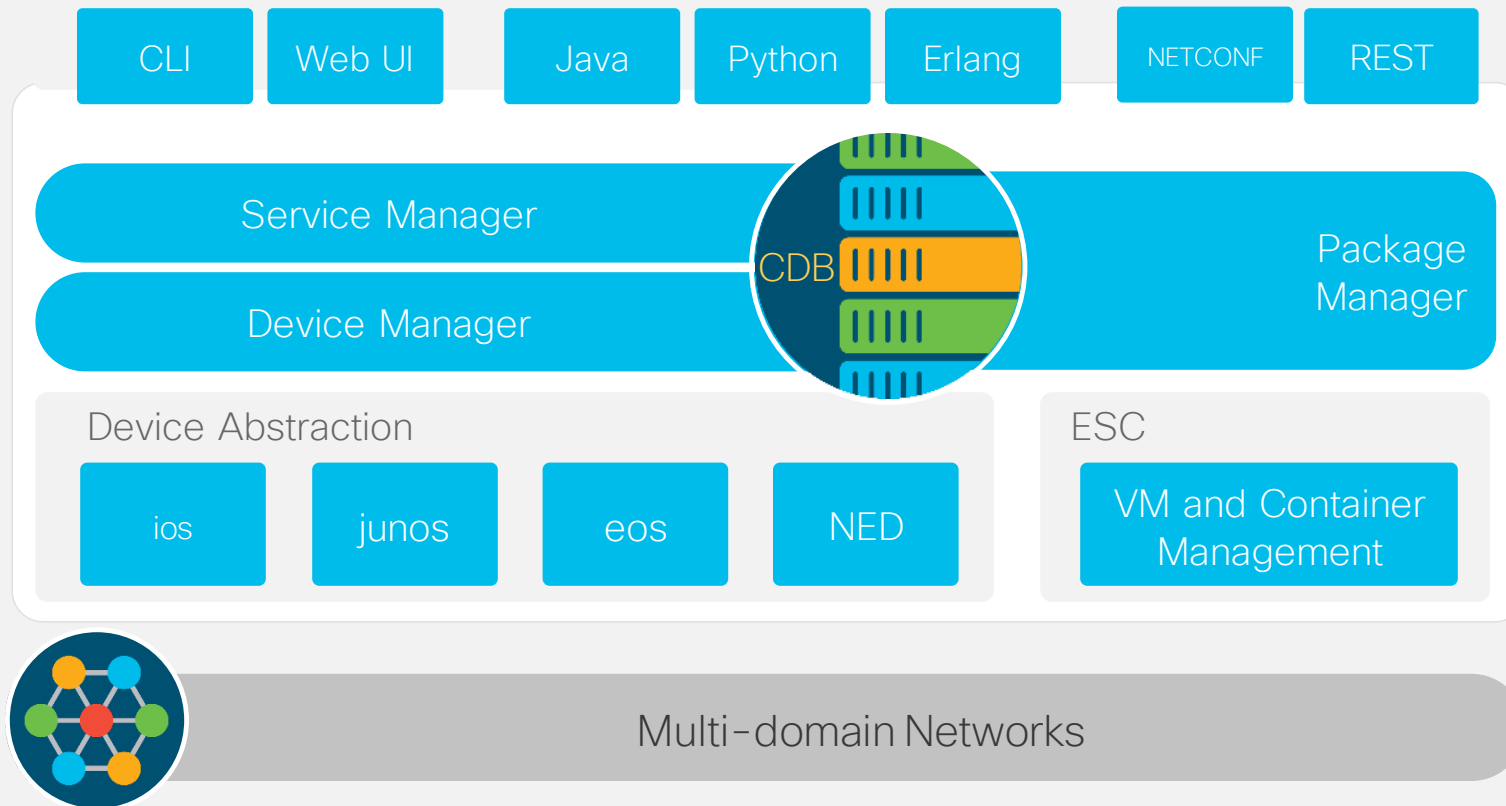 CLI
Web UI
Java
Python
Erlang
NETCONF
REST
Service Manager
CDB
Package
Manager
Device Manager
Device Abstraction
ios
junos
eos
NED
ESC
VM and Container
Management
Multi-domain Networks